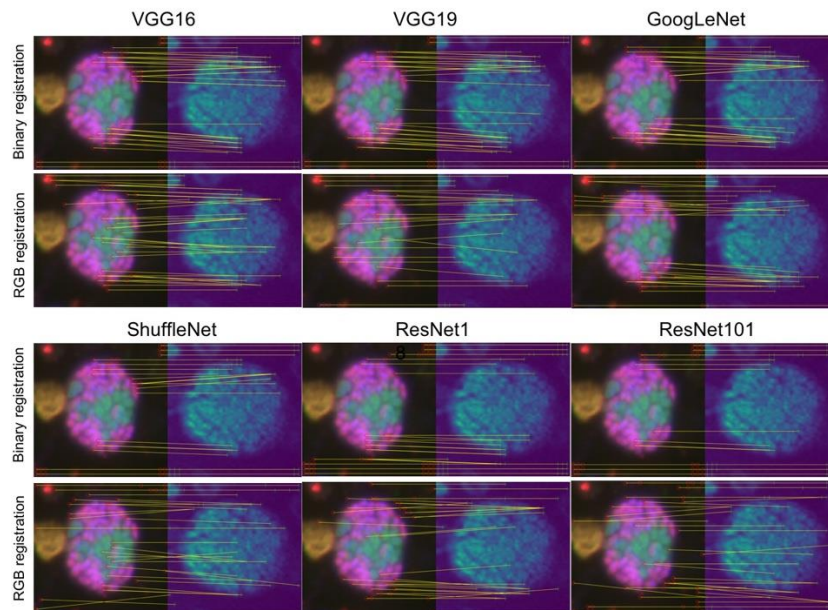 VGG16 VGG19 GoogLeNet
Binary registration
RGB registration
ShuffleNet ResNet1 ResNet101
8
Binary registration
RGB registration